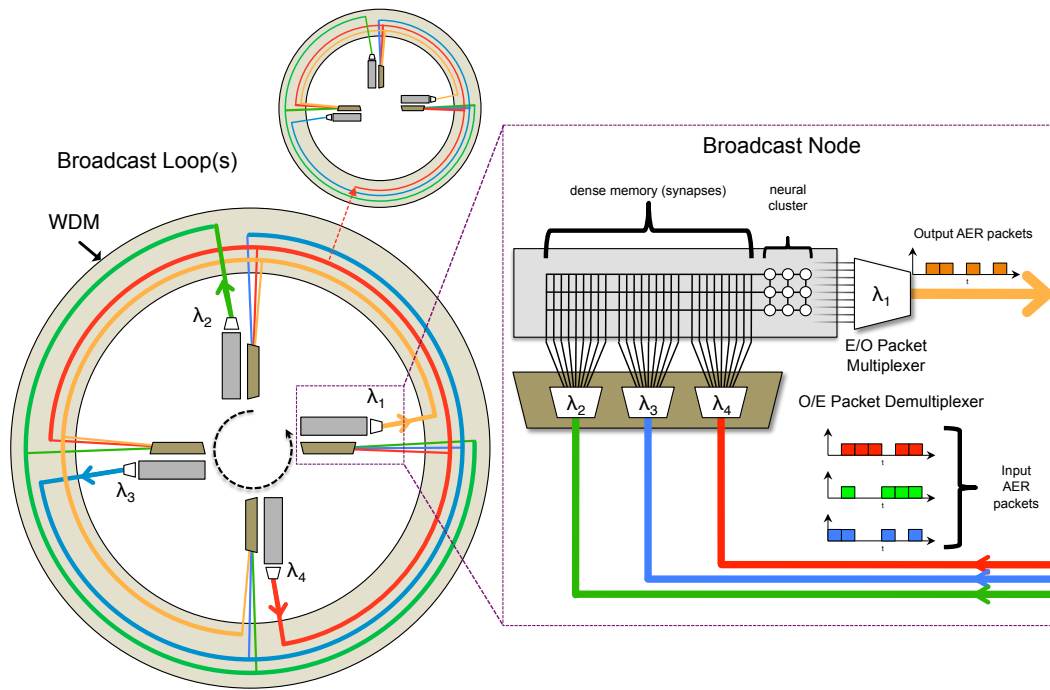 Broadcast Loop(s)
WDM
λ2
λ1
λ3
λ4
Broadcast Node
dense memory (synapses)
neural
cluster
Output AER packets
t
λ1
E/O Packet
Multiplexer
λ2
λ3
λ4
O/E Packet Demultiplexer
t
t
t
Input
AER
packets